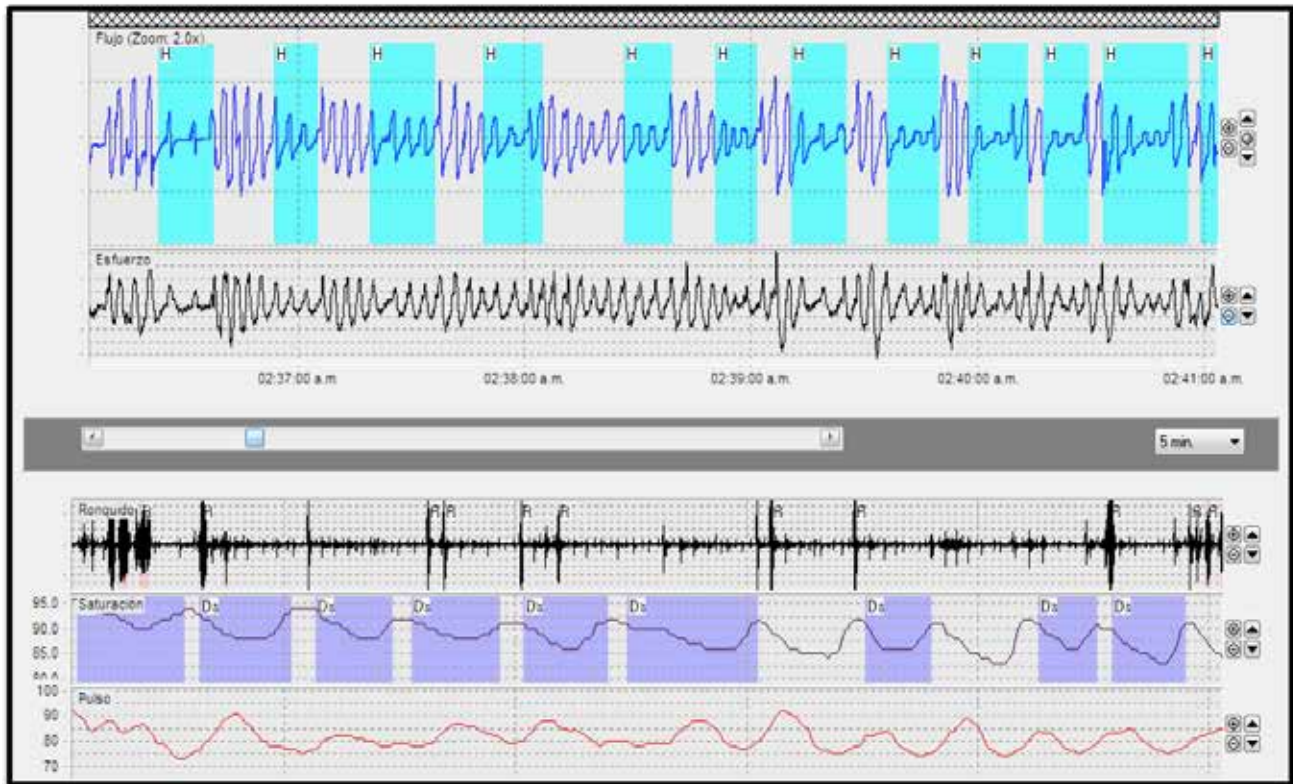 Flujo (Zoom: 2.0x)
H H H H H H H H H H H H
Esfuerzo
02:37:00 a.m. 02:38:00 a.m. 02:39:00 a.m. 02:40:00 a.m. 02:41:00 a.m.
5 min.
Ronquido R R R R R R R R R
95.0 Saturación Ds Ds Ds Ds Ds Ds Ds Ds
90.0
85.0
100 Pulso
90
80
70